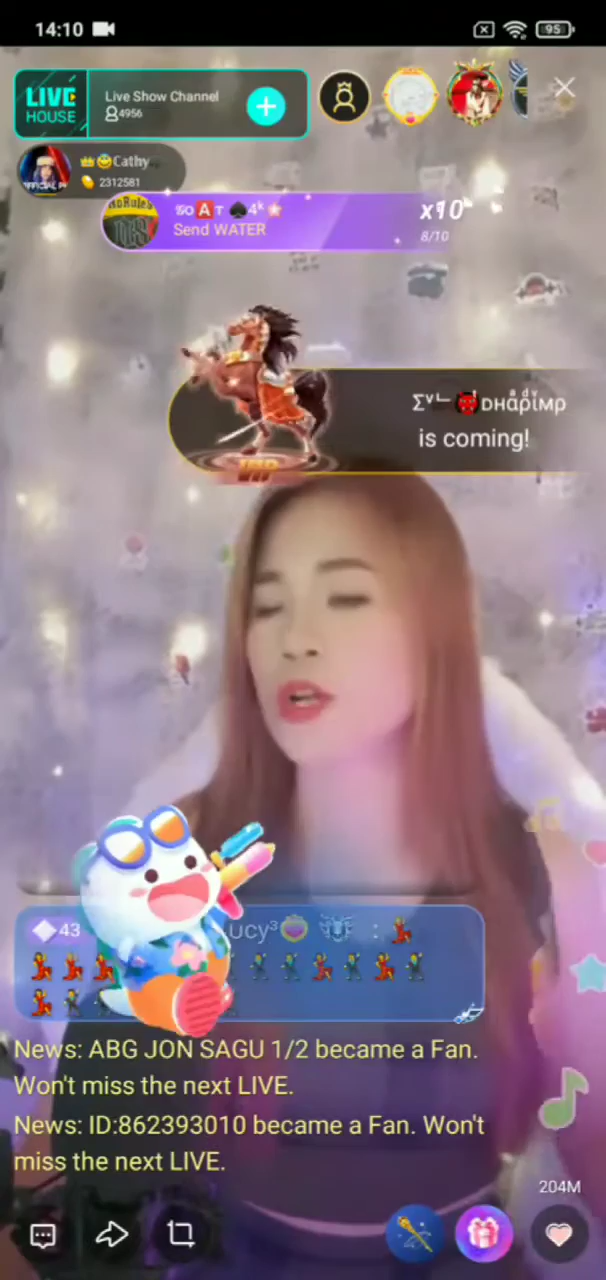 14:10
95
LIVE
HOUSE
Live Show Channel
4956
Cathy
2312581
Send WATER
x10
8/10
is coming!
VIP
43
ucy³ :
News: ABG JON SAGU 1/2 became a Fan.
Won't miss the next LIVE.
News: ID:862393010 became a Fan. Won't
miss the next LIVE.
204M